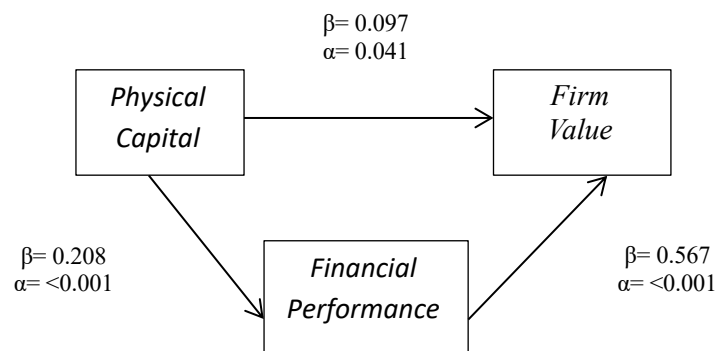 β= 0.097
α= 0.041
Physical
Capital
Firm
Value
β= 0.208
α= <0.001
Financial
Performance
β= 0.567
α= <0.001